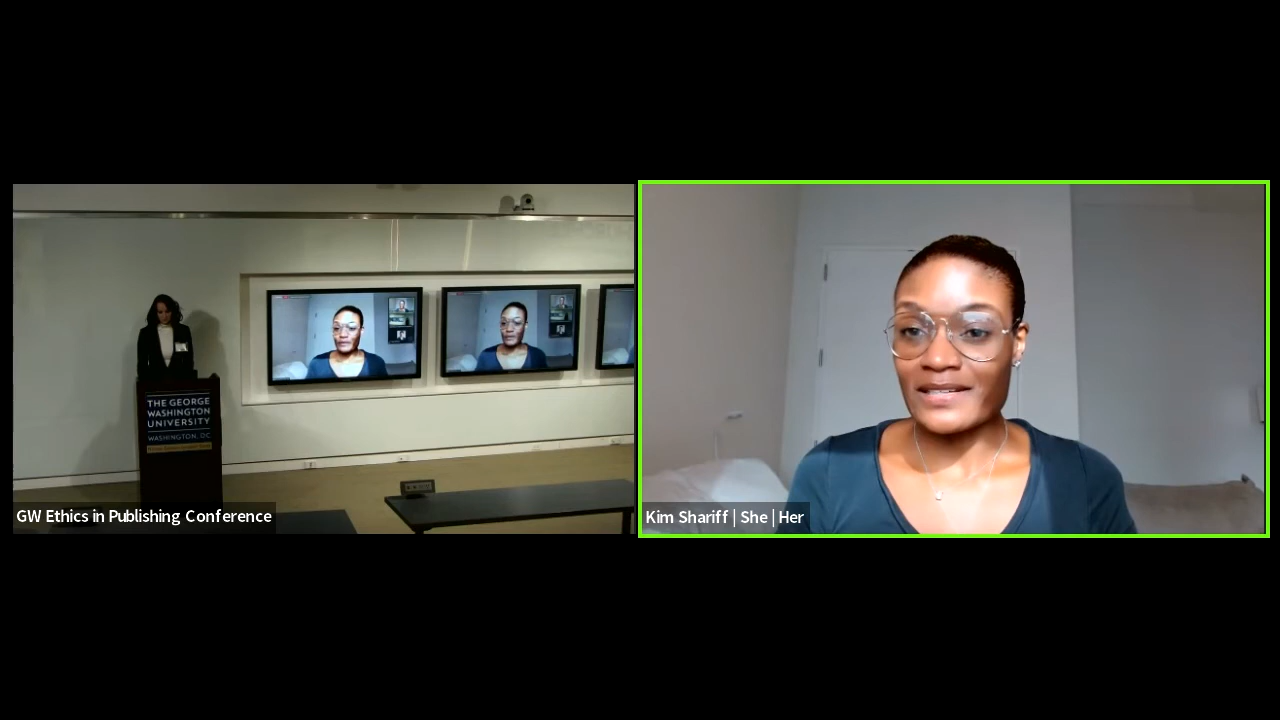 THE GEORGE
WASHINGTON
UNIVERSITY
WASHINGTON, DC
GW Ethics in Publishing Conference
Kim Shariff | She | Her